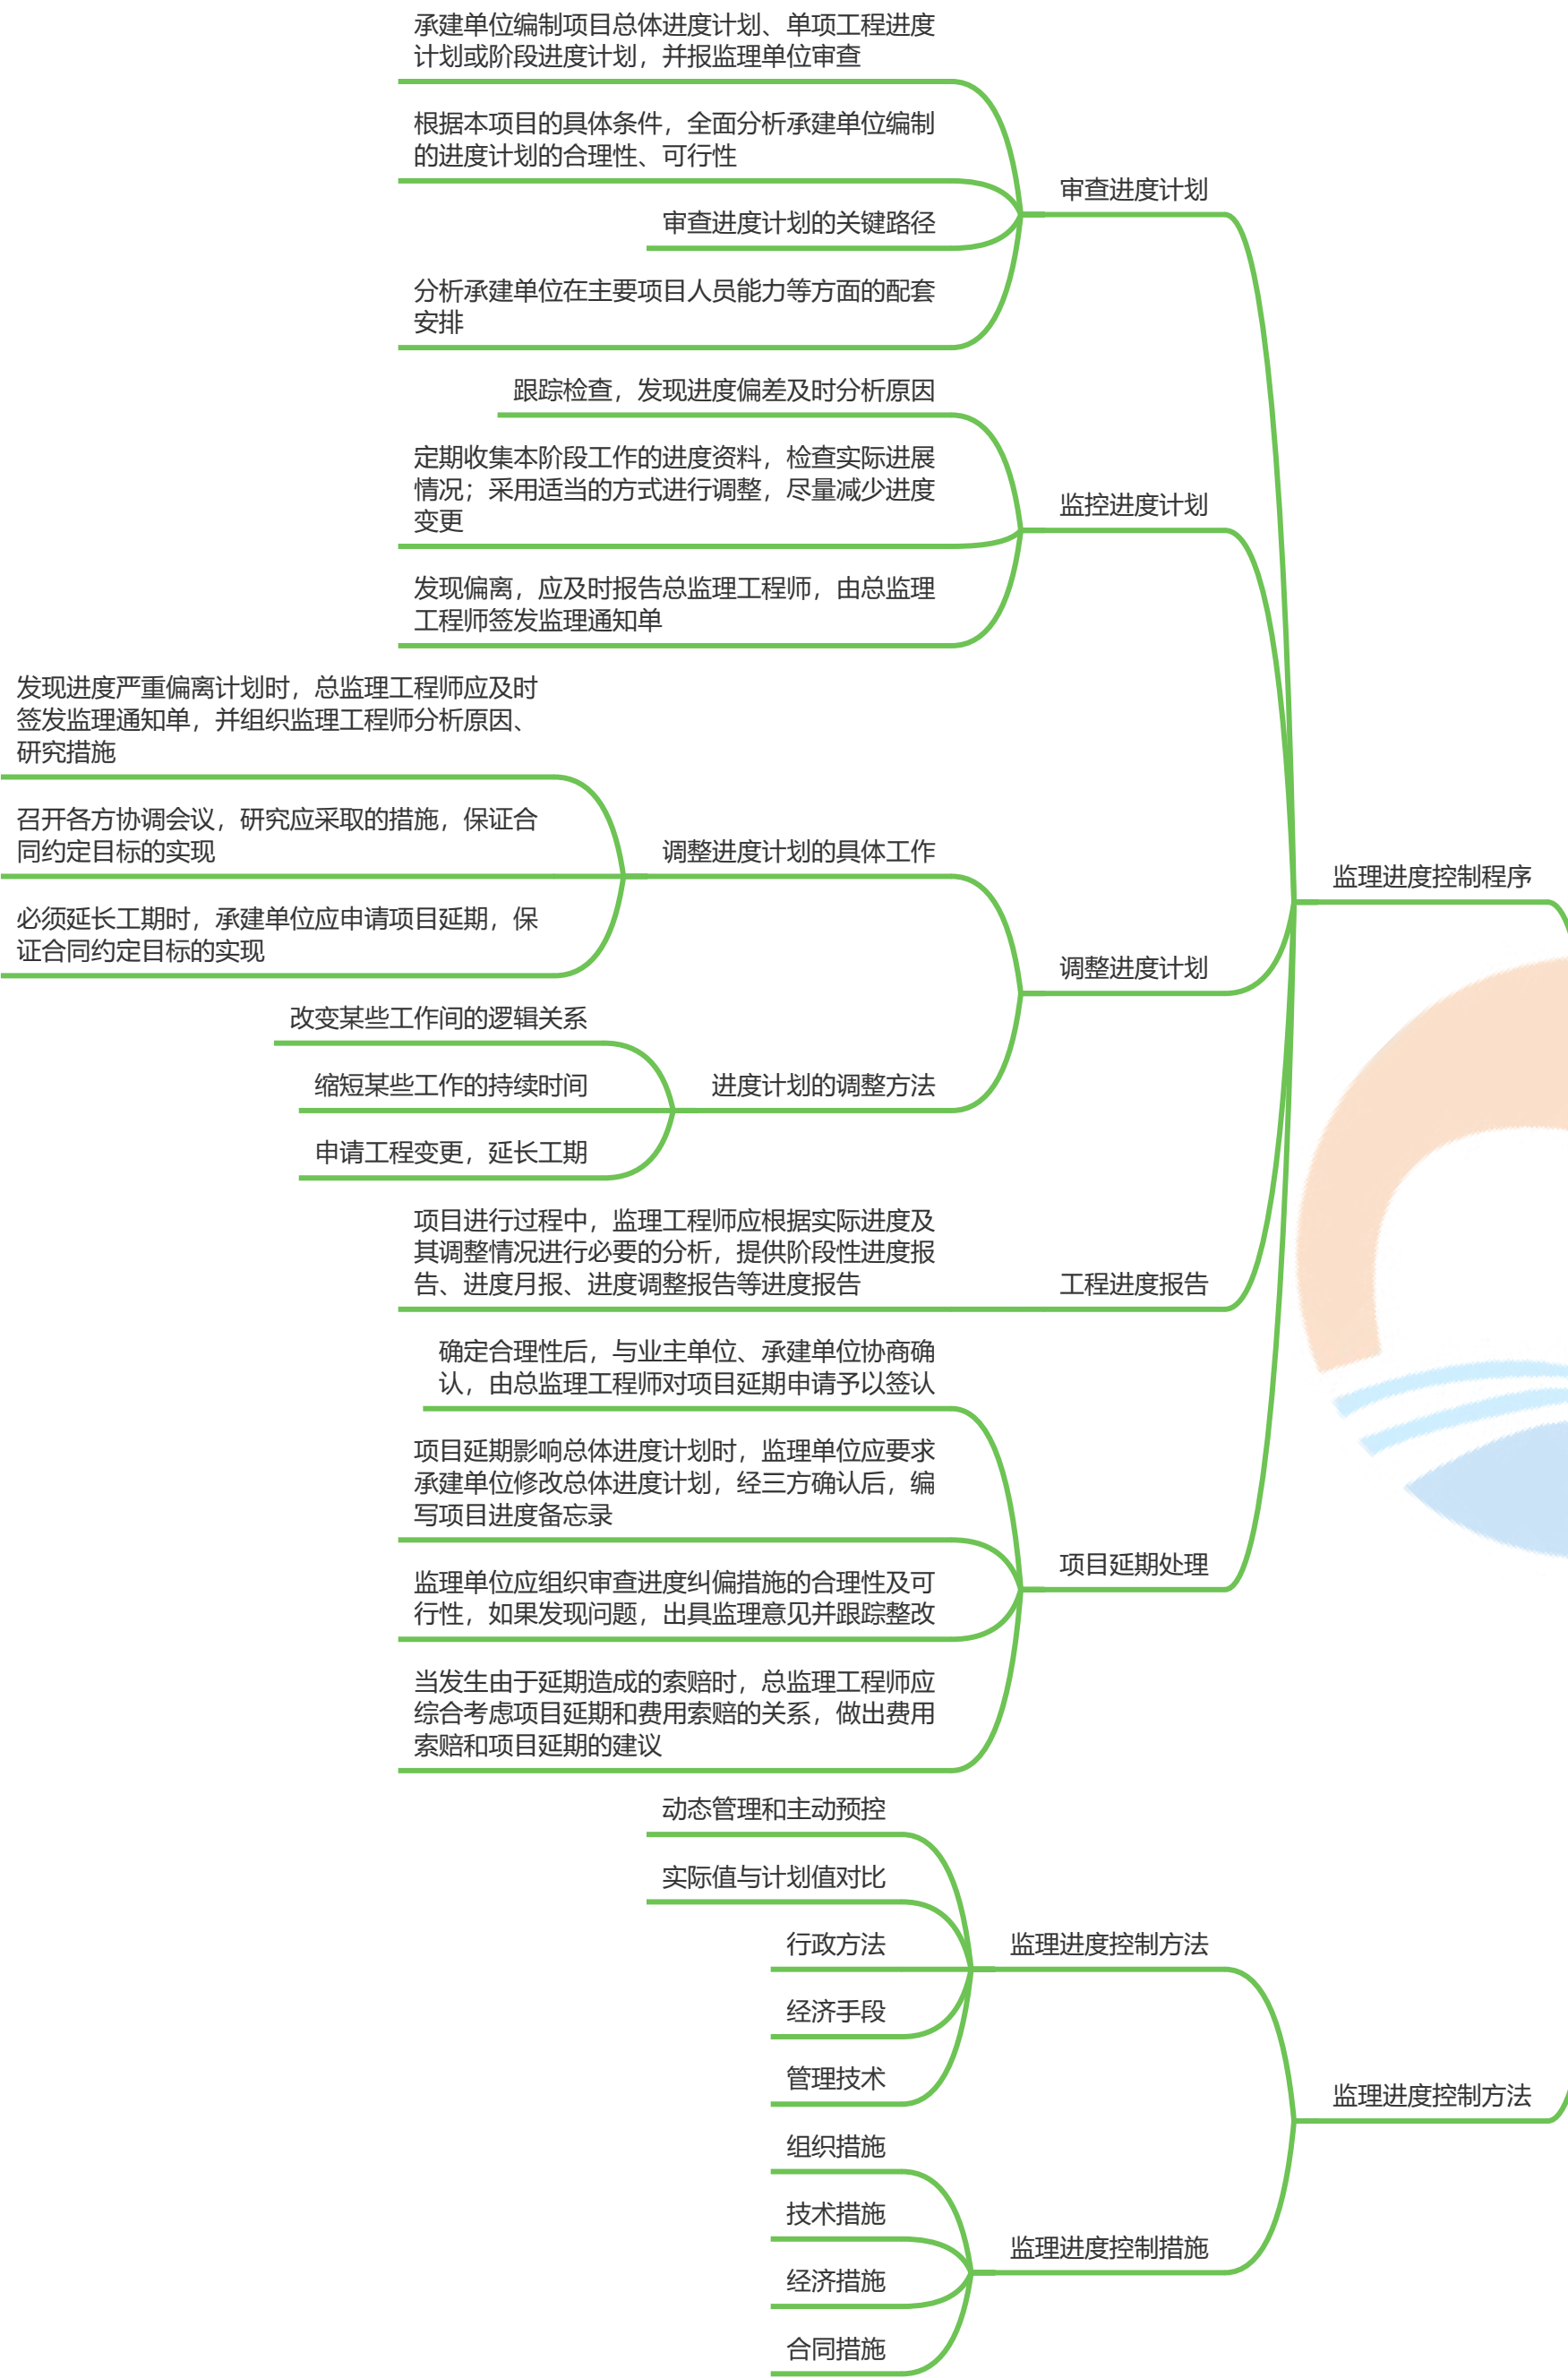 承建单位编制项目总体进度计划、单项工程进度
计划或阶段进度计划，并报监理单位审查
根据本项目的具体条件，全面分析承建单位编制
的进度计划的合理性、可行性
审查进度计划的关键路径
分析承建单位在主要项目人员能力等方面的配套
安排
审查进度计划
跟踪检查，发现进度偏差及时分析原因
定期收集本阶段工作的进度资料，检查实际进展
情况；采用适当的方式进行调整，尽量减少进度
变更
发现偏离，应及时报告总监理工程师，由总监理
工程师签发监理通知单
监控进度计划
发现进度严重偏离计划时，总监理工程师应及时
签发监理通知单，并组织监理工程师分析原因、
研究措施
召开各方协调会议，研究应采取的措施，保证合
同约定目标的实现
必须延长工期时，承建单位应申请项目延期，保
证合同约定目标的实现
调整进度计划的具体工作
改变某些工作间的逻辑关系
缩短某些工作的持续时间
申请工程变更，延长工期
进度计划的调整方法
调整进度计划
项目进行过程中，监理工程师应根据实际进度及
其调整情况进行必要的分析，提供阶段性进度报
告、进度月报、进度调整报告等进度报告
工程进度报告
确定合理性后，与业主单位、承建单位协商确
认，由总监理工程师对项目延期申请予以签认
项目延期影响总体进度计划时，监理单位应要求
承建单位修改总体进度计划，经三方确认后，编
写项目进度备忘录
监理单位应组织审查进度纠偏措施的合理性及可
行性，如果发现问题，出具监理意见并跟踪整改
当发生由于延期造成的索赔时，总监理工程师应
综合考虑项目延期和费用索赔的关系，做出费用
索赔和项目延期的建议
项目延期处理
监理进度控制程序
动态管理和主动预控
实际值与计划值对比
行政方法
经济手段
管理技术
监理进度控制方法
组织措施
技术措施
经济措施
合同措施
监理进度控制措施
监理进度控制方法